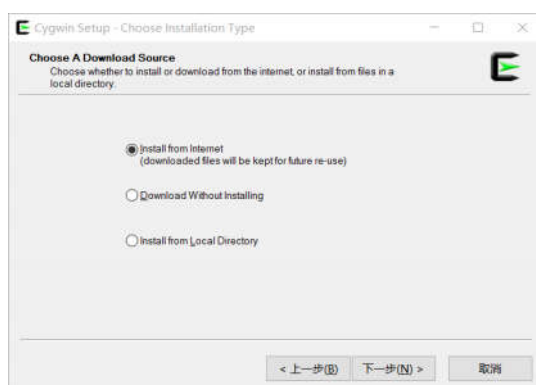 Cygwin Setup - Choose Installation Type
Choose A Download Source
Choose whether to install or download from the internet, or install from files in a
local directory.
Install from Internet
(downloaded files will be kept for future re-use)
Download Without Installing
Install from Local Directory
< 上一步(B) 下一步(N) > 取消